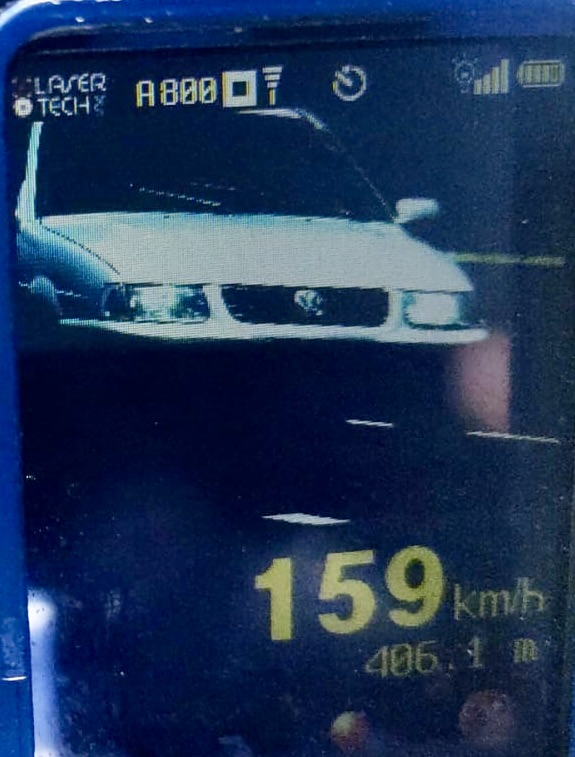 LASER
TECH
A800
159 km/h
406.1 m